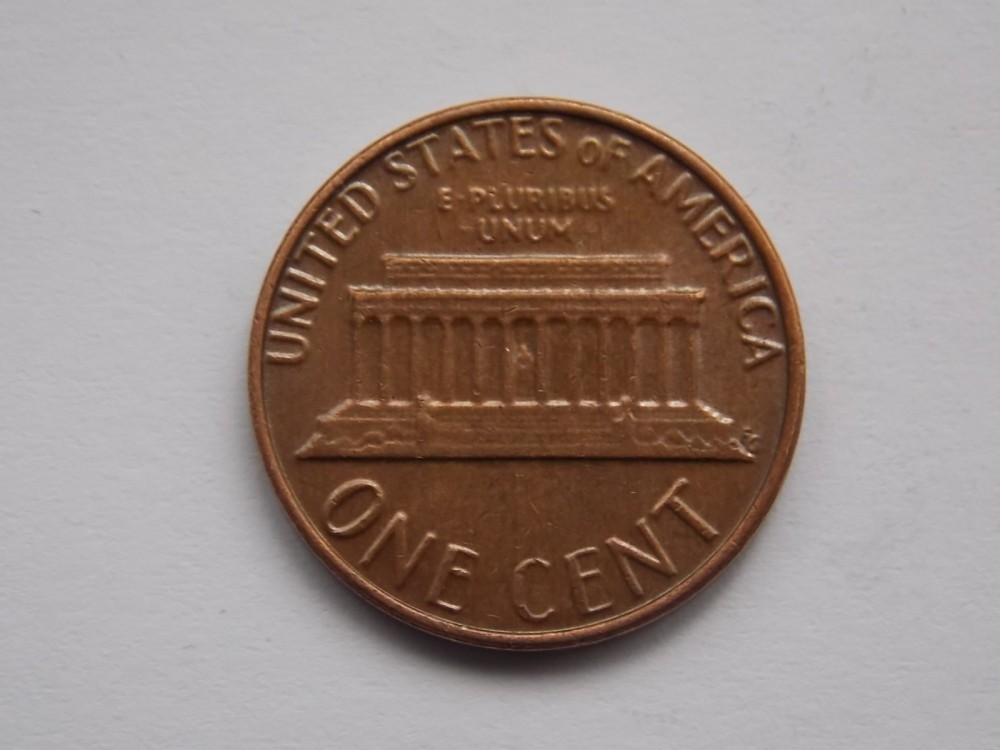 UNITED STATES OF AMERICA
E·PLURIBUS
·UNUM·
ONE CENT